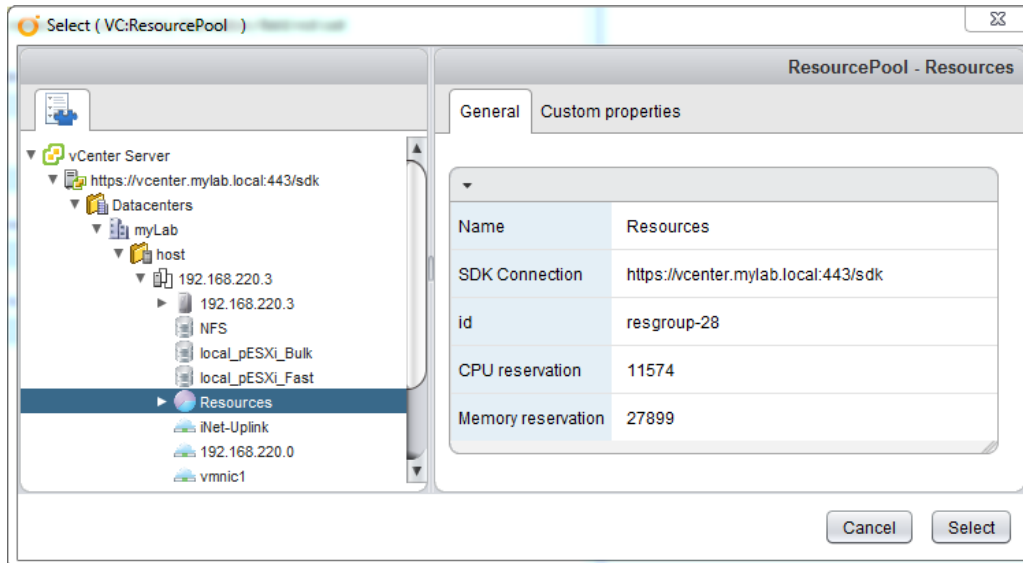 Select ( VC:ResourcePool )
ResourcePool - Resources
General Custom properties
vCenter Server
https://vcenter.mylab.local:443/sdk
Datacenters
myLab
host
192.168.220.3
192.168.220.3
NFS
local_pESXi_Bulk
local_pESXi_Fast
Resources
iNet-Uplink
192.168.220.0
vmnic1
Name Resources
SDK Connection https://vcenter.mylab.local:443/sdk
id resgroup-28
CPU reservation 11574
Memory reservation 27899
Cancel Select